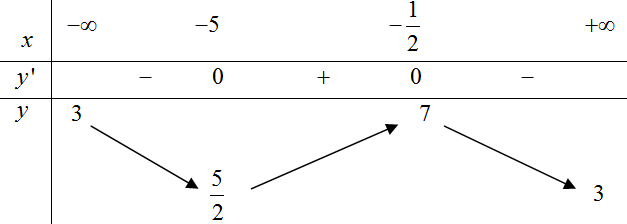 x −∞ −5 −1/2 +∞
y' − 0 + 0 −
y 3 7
5/2 3